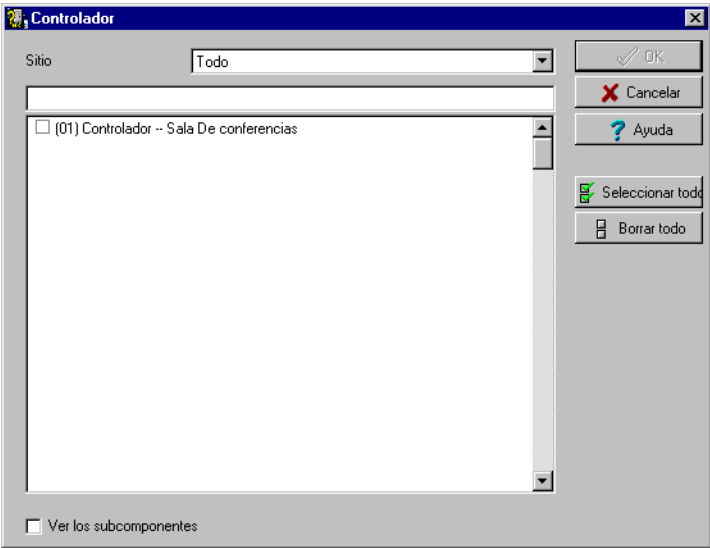 Controlador
Sitio
Todo
OK
Cancelar
(01) Controlador -- Sala De conferencias
Ayuda
Seleccionar todo
Borrar todo
Ver los subcomponentes